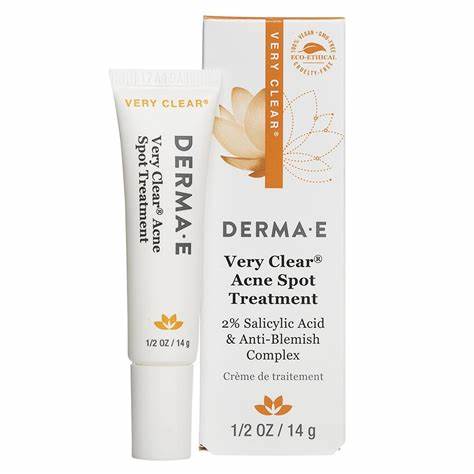 VERY CLEAR®
DERMA·E
Very Clear® Acne
Spot Treatment
1/2 OZ / 14 g
VERY CLEAR®
100% VEGAN • GMO-FREE
ECO-ETHICAL
CRUELTY-FREE
DERMA·E
Very Clear®
Acne Spot
Treatment
2% Salicylic Acid
& Anti-Blemish
Complex
Crème de traitement
1/2 OZ / 14 g